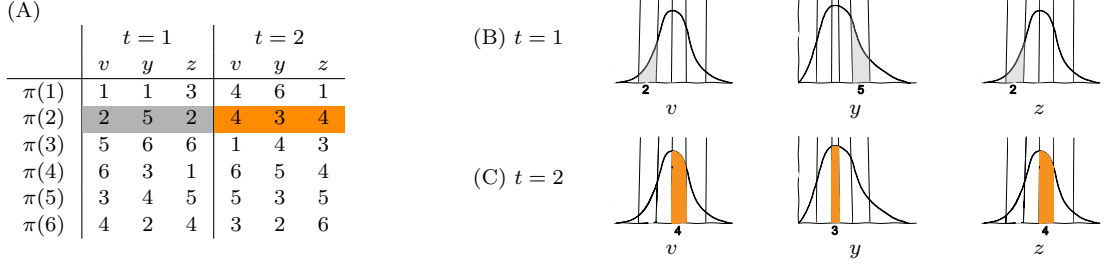 (A)
t = 1 t = 2
v y z v y z
π(1) 1 1 3 4 6 1
π(2) 2 5 2 4 3 4
π(3) 5 6 6 1 4 3
π(4) 6 3 1 6 5 4
π(5) 3 4 5 5 3 5
π(6) 4 2 4 3 2 6
(B) t = 1
2 5 2
v y z
(C) t = 2
4 3 4
v y z